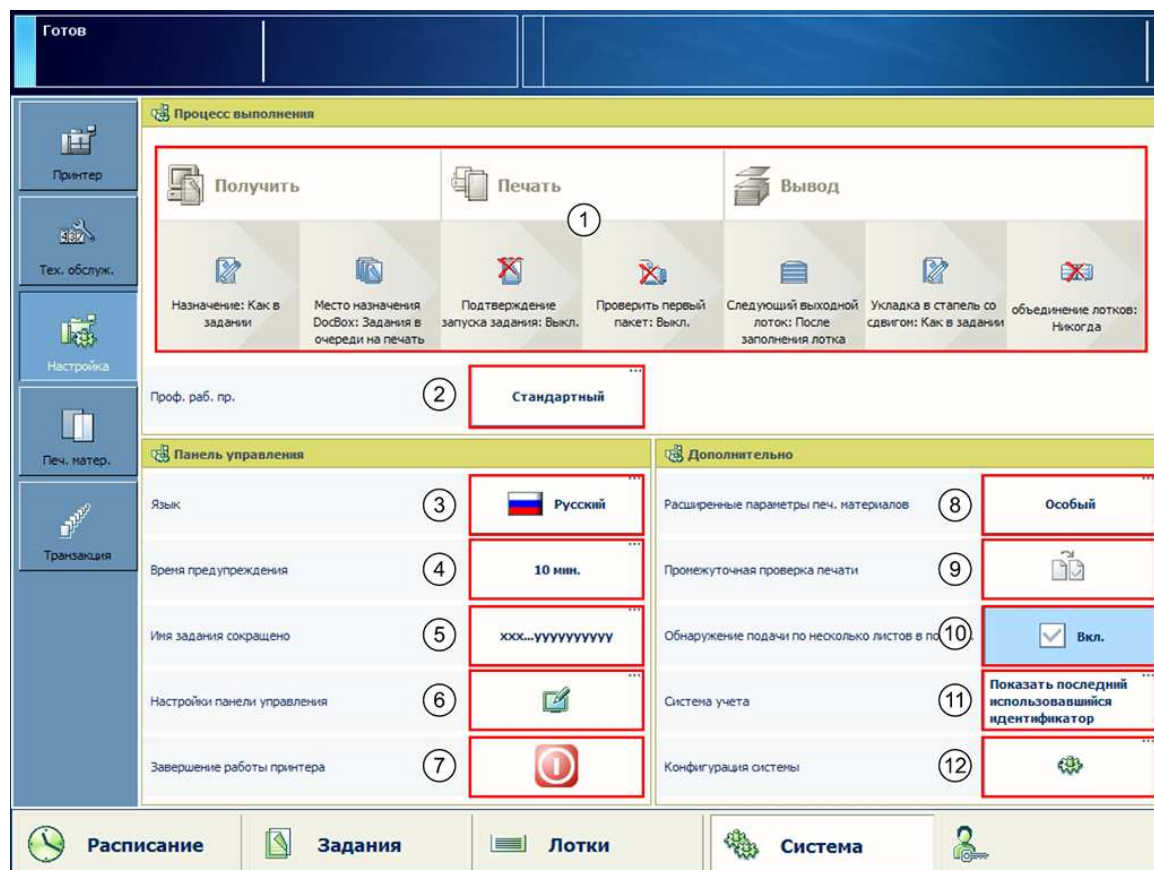 Готов
Принтер
Тех. обслуж.
Настройка
Печ. матер.
Транзакция
Процесс выполнения
Получить
Печать
Вывод
1
Назначение: Как в
задании
Место назначения
DocBox: Задания в
очереди на печать
Подтверждение
запуска задания: Выкл.
Проверить первый
пакет: Выкл.
Следующий выходной
лоток: После
заполнения лотка
Укладка в стапель со
сдвигом: Как в задании
объединение лотков:
Никогда
Проф. раб. пр.
2
Стандартный
Панель управления
Язык
3
Русский
Время предупреждения
4
10 мин.
Имя задания сокращено
5
xxx...yyyyyyyyyy
Настройки панели управления
6
Завершение работы принтера
7
Дополнительно
Расширенные параметры печ. материалов
8
Особый
Промежуточная проверка печати
9
Обнаружение подачи по несколько листов в
10
Вкл.
Система учета
11
Показать последний
использовавшийся
идентификатор
Конфигурация системы
12
Расписание
Задания
Лотки
Система